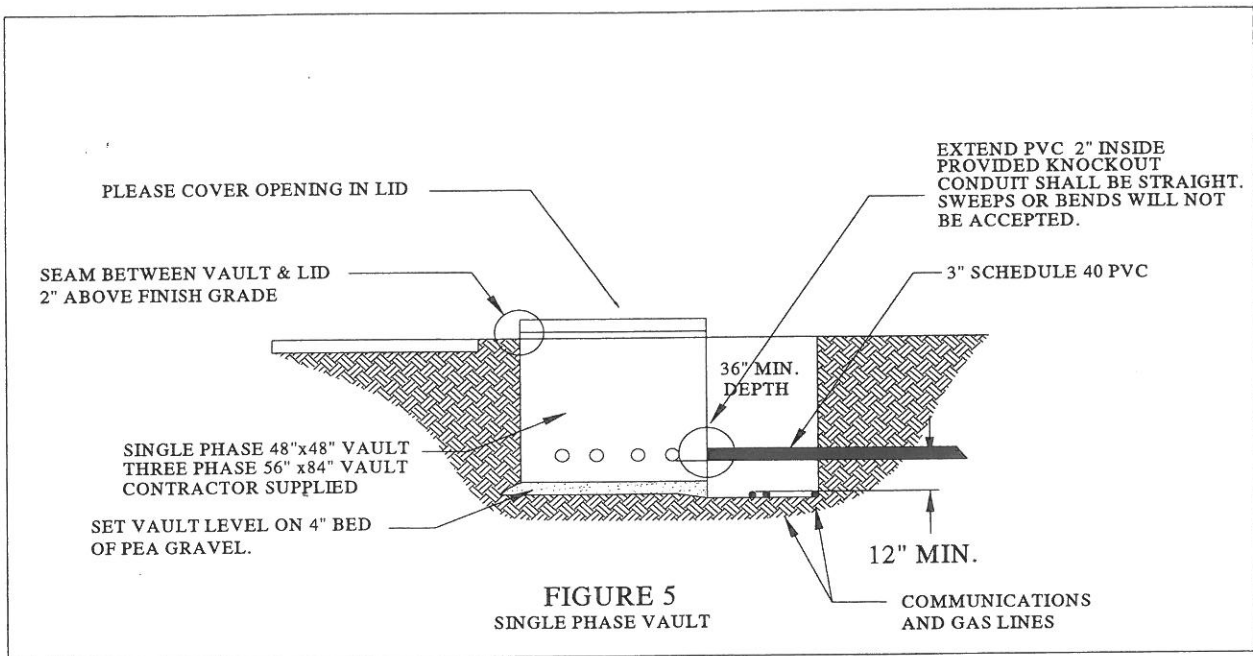 EXTEND PVC 2" INSIDE
PROVIDED KNOCKOUT
CONDUIT SHALL BE STRAIGHT.
SWEEPS OR BENDS WILL NOT
BE ACCEPTED.
PLEASE COVER OPENING IN LID
SEAM BETWEEN VAULT & LID
2" ABOVE FINISH GRADE
3" SCHEDULE 40 PVC
36" MIN.
DEPTH
SINGLE PHASE 48"x48" VAULT
THREE PHASE 56" x84" VAULT
CONTRACTOR SUPPLIED
SET VAULT LEVEL ON 4" BED
OF PEA GRAVEL.
12" MIN.
FIGURE 5
SINGLE PHASE VAULT
COMMUNICATIONS
AND GAS LINES